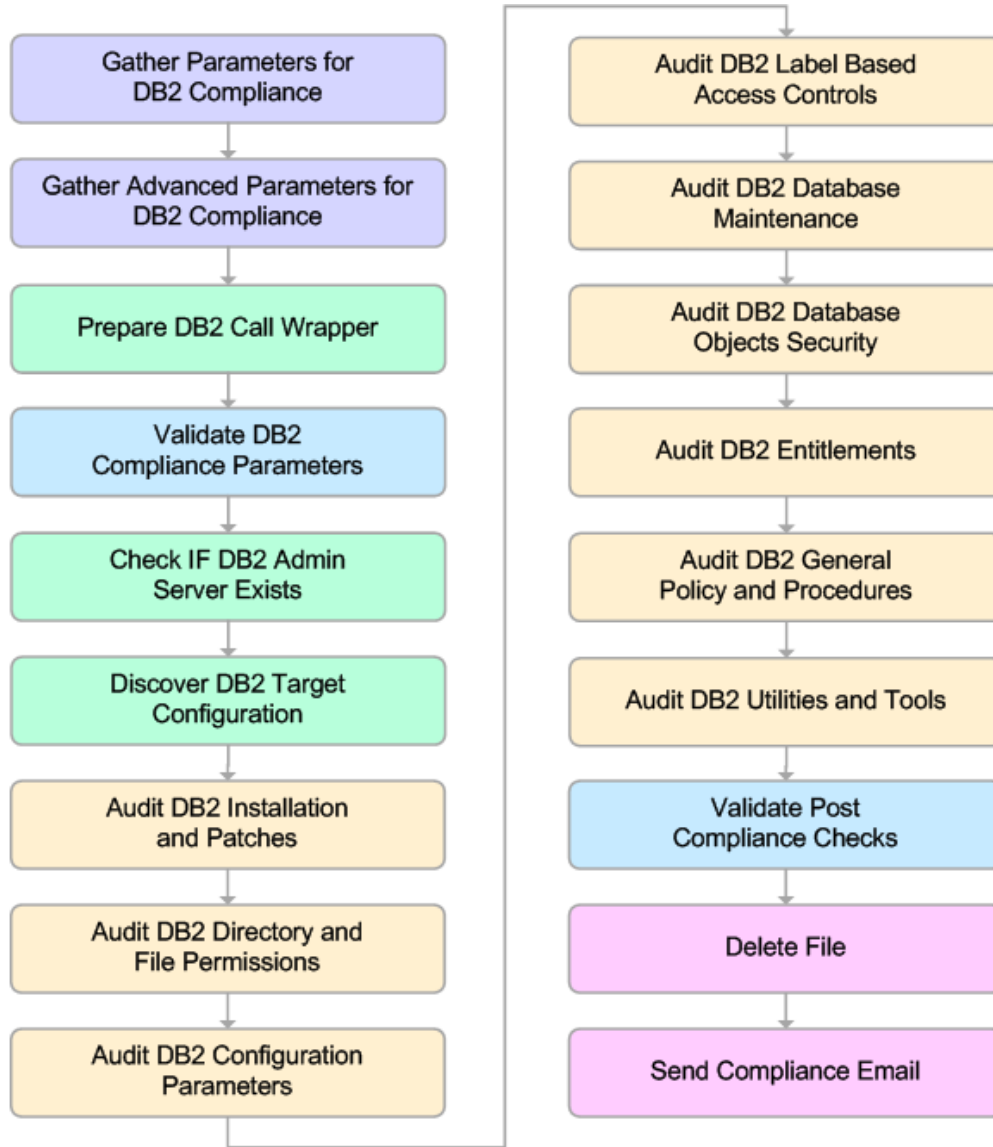 Gather Parameters for
DB2 Compliance
Gather Advanced Parameters for
DB2 Compliance
Prepare DB2 Call Wrapper
Validate DB2
Compliance Parameters
Check IF DB2 Admin
Server Exists
Discover DB2 Target
Configuration
Audit DB2 Installation
and Patches
Audit DB2 Directory and
File Permissions
Audit DB2 Configuration
Parameters
Audit DB2 Label Based
Access Controls
Audit DB2 Database
Maintenance
Audit DB2 Database
Objects Security
Audit DB2 Entitlements
Audit DB2 General
Policy and Procedures
Audit DB2 Utilities and Tools
Validate Post
Compliance Checks
Delete File
Send Compliance Email